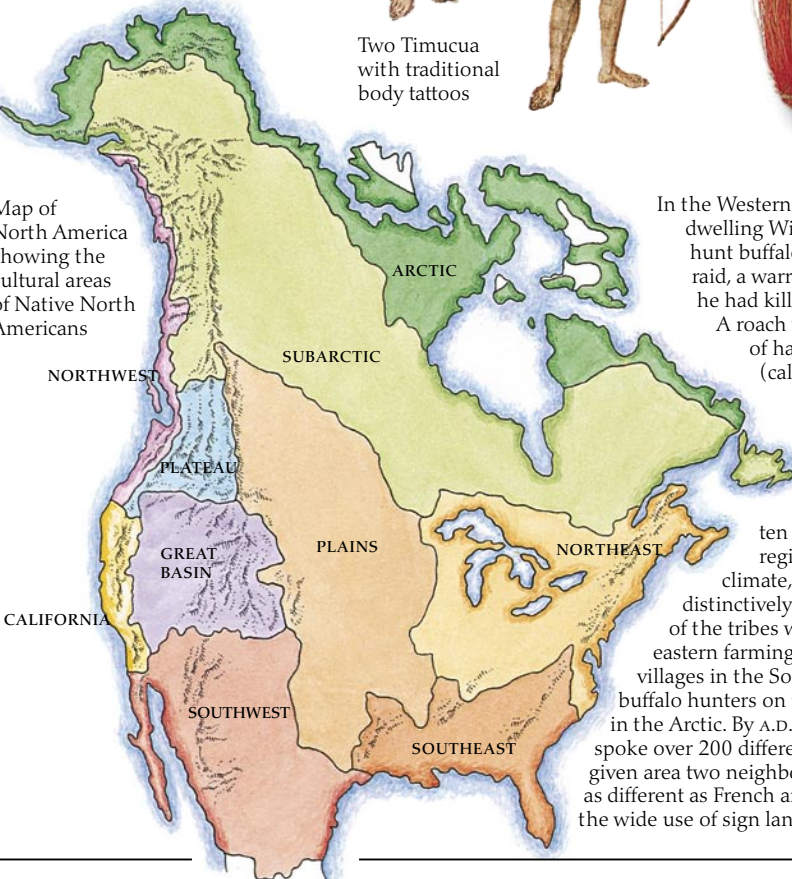 Two Timucua
with traditional
body tattoos
Map of
North America
showing the
cultural areas
of Native North
Americans
ARCTIC
SUBARCTIC
NORTHWEST
PLATEAU
GREAT
BASIN
PLAINS
NORTHEAST
CALIFORNIA
SOUTHWEST
SOUTHEAST
In the Western
dwelling Wi
hunt buffalo
raid, a warr
he had kill
A roach
of ha
(cal
ten
regi
climate,
distinctively
of the tribes w
eastern farming
villages in the So
buffalo hunters on
in the Arctic. By A.D.
spoke over 200 differe
given area two neighbo
as different as French a
the wide use of sign lan